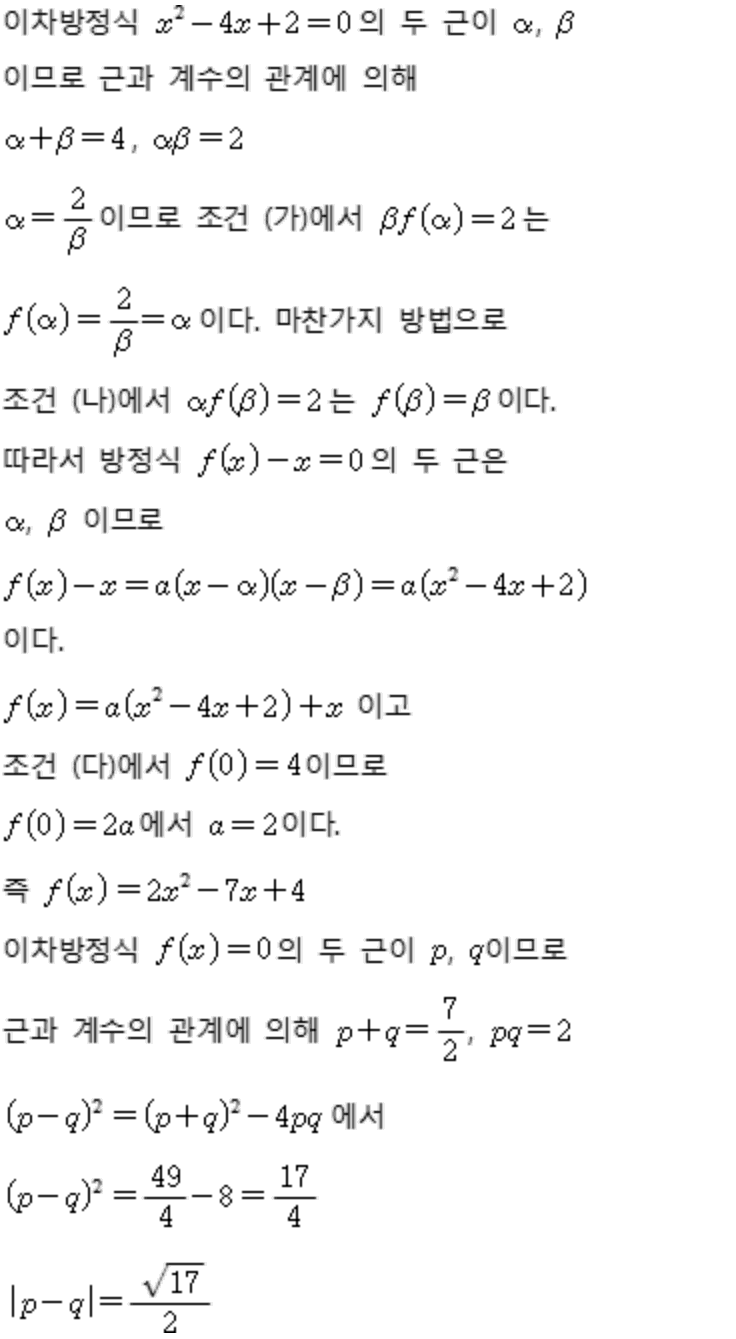 이차방정식 x²−4x+2=0의 두 근이 α, β
이므로 근과 계수의 관계에 의해
α+β=4, αβ=2
α=2/β 이므로 조건 (가)에서 βf(α)=2는
f(α)=2/β=α이다. 마찬가지 방법으로
조건 (나)에서 αf(β)=2는 f(β)=β이다.
따라서 방정식 f(x)−x=0의 두 근은
α, β 이므로
f(x)−x=a(x−α)(x−β)=a(x²−4x+2)
이다.
f(x)=a(x²−4x+2)+x 이고
조건 (다)에서 f(0)=4이므로
f(0)=2a에서 a=2이다.
즉 f(x)=2x²−7x+4
이차방정식 f(x)=0의 두 근이 p, q이므로
근과 계수의 관계에 의해 p+q=7/2, pq=2
(p−q)²=(p+q)²−4pq 에서
(p−q)²=49/4−8=17/4
|p−q|=√17/2